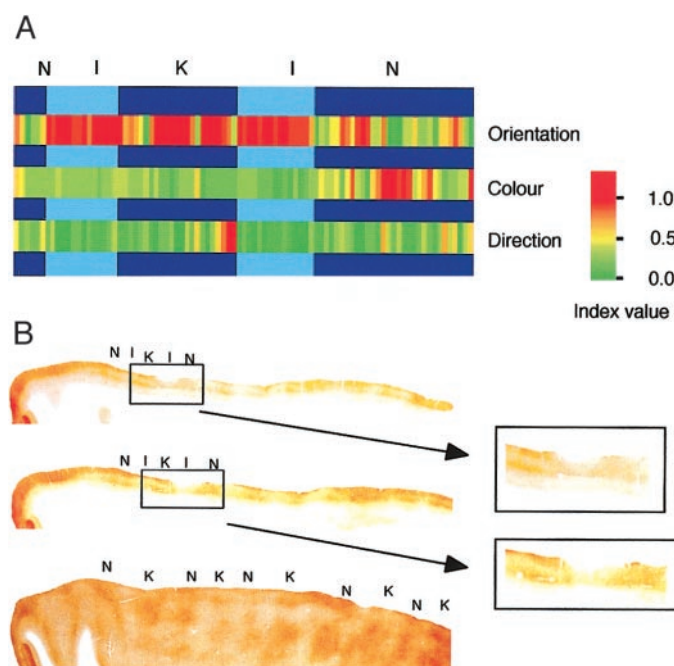 A
N I K I N
Orientation
Colour
Direction
1.0
0.5
0.0
Index value
B
N I K I N
N I K I N
N K N K N K N K N K